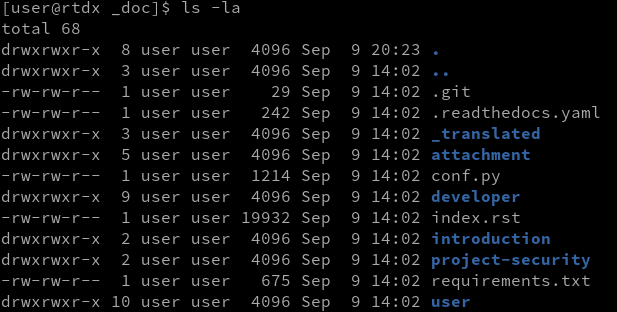 [user@rtdx _doc]$ ls -la
total 68
drwxrwxr-x  8 user user  4096 Sep  9 20:23 .
drwxrwxr-x  3 user user  4096 Sep  9 14:02 ..
-rw-rw-r--  1 user user    29 Sep  9 14:02 .git
-rw-rw-r--  1 user user   242 Sep  9 14:02 .readthedocs.yaml
drwxrwxr-x  3 user user  4096 Sep  9 14:02 _translated
drwxrwxr-x  5 user user  4096 Sep  9 14:02 attachment
-rw-rw-r--  1 user user  1214 Sep  9 14:02 conf.py
drwxrwxr-x  9 user user  4096 Sep  9 14:02 developer
-rw-rw-r--  1 user user 19932 Sep  9 14:02 index.rst
drwxrwxr-x  2 user user  4096 Sep  9 14:02 introduction
drwxrwxr-x  2 user user  4096 Sep  9 14:02 project-security
-rw-rw-r--  1 user user   675 Sep  9 14:02 requirements.txt
drwxrwxr-x 10 user user  4096 Sep  9 14:02 user